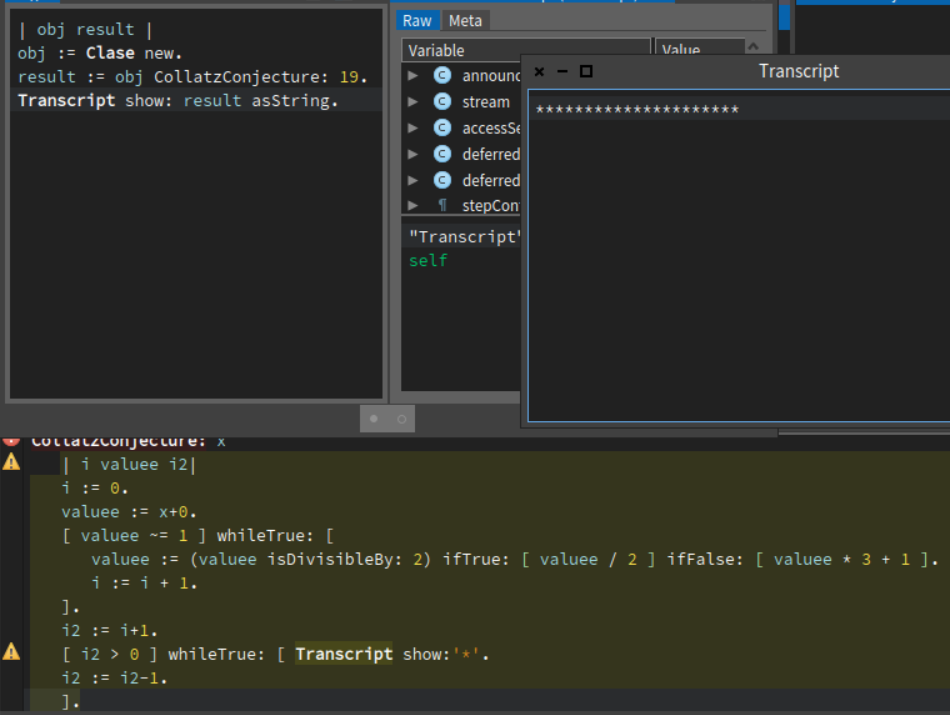 | obj result |
obj := Clase new.
result := obj CollatzConjecture: 19.
Transcript show: result asString.
Raw Meta
Variable Value
announc
stream
accessSe
deferred
deferred
stepCon
"Transcript"
self
Transcript
*********************
CollatzConjecture: x
| i valuee i2|
i := 0.
valuee := x+0.
[ valuee ~= 1 ] whileTrue: [
valuee := (valuee isDivisibleBy: 2) ifTrue: [ valuee / 2 ] ifFalse: [ valuee * 3 + 1 ].
i := i + 1.
].
i2 := i+1.
[ i2 > 0 ] whileTrue: [ Transcript show:'*'.
i2 := i2-1.
].